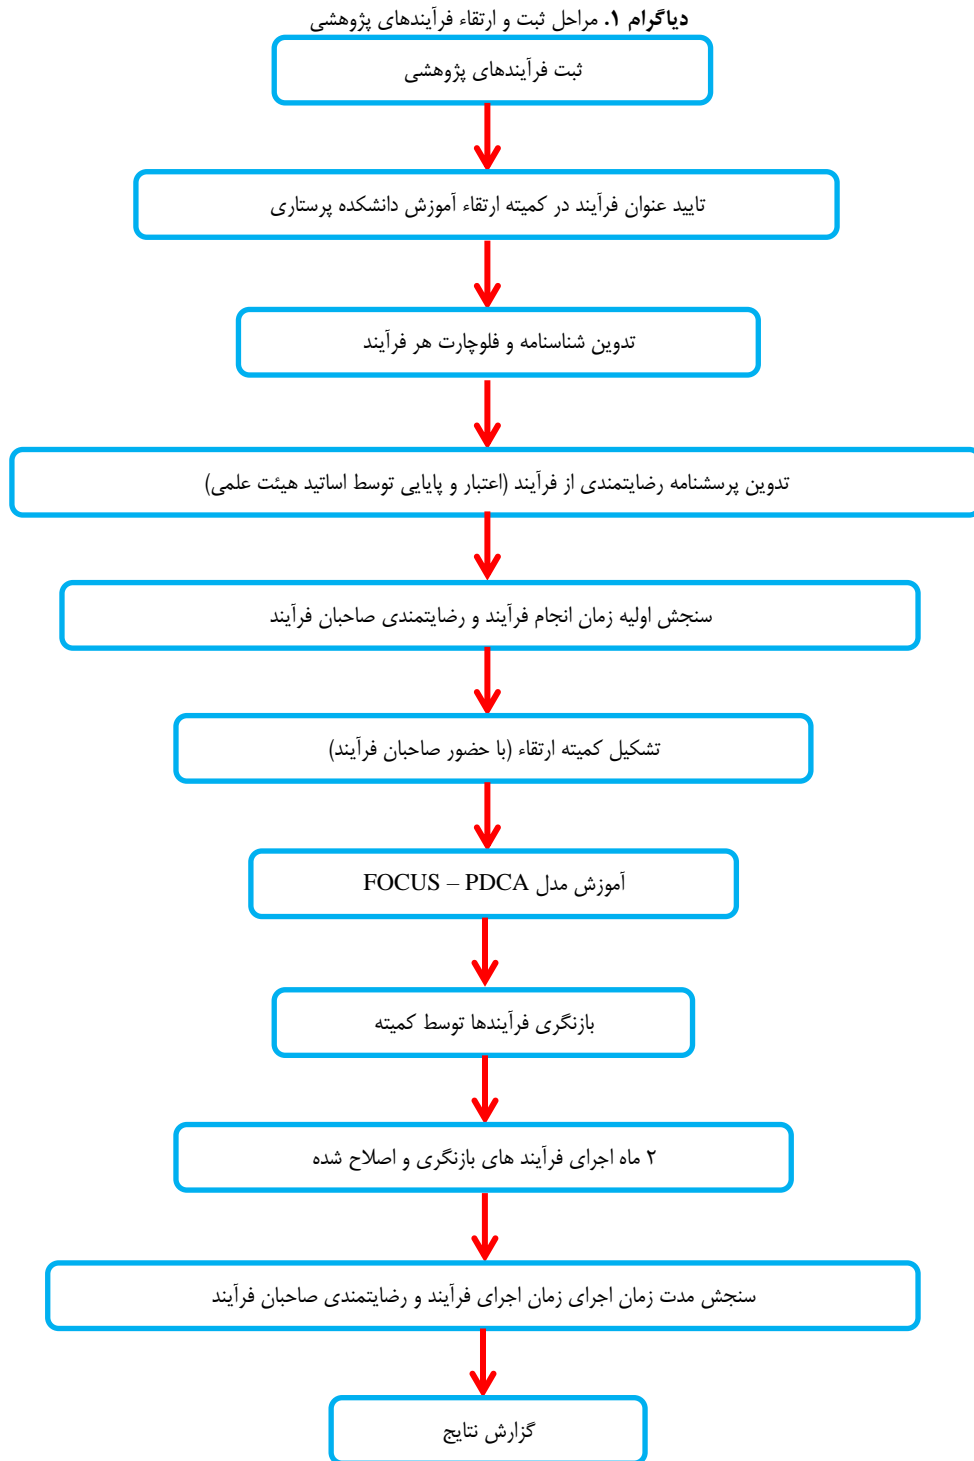 دیاگرام ۱. مراحل ثبت و ارتقاء فرآیندهای پژوهشی
ثبت فرآیندهای پژوهشی
تایید عنوان فرآیند در کمیته ارتقاء آموزش دانشکده پرستاری
تدوین شناسنامه و فلوچارت هر فرآیند
تدوین پرسشنامه رضایتمندی از فرآیند (اعتبار و پایایی توسط اساتید هیئت علمی)
سنجش اولیه زمان انجام فرآیند و رضایتمندی صاحبان فرآیند
تشکیل کمیته ارتقاء (با حضور صاحبان فرآیند)
آموزش مدل FOCUS – PDCA
بازنگری فرآیندها توسط کمیته
۲ ماه اجرای فرآیند های بازنگری و اصلاح شده
سنجش مدت زمان اجرای زمان اجرای فرآیند و رضایتمندی صاحبان فرآیند
گزارش نتایج